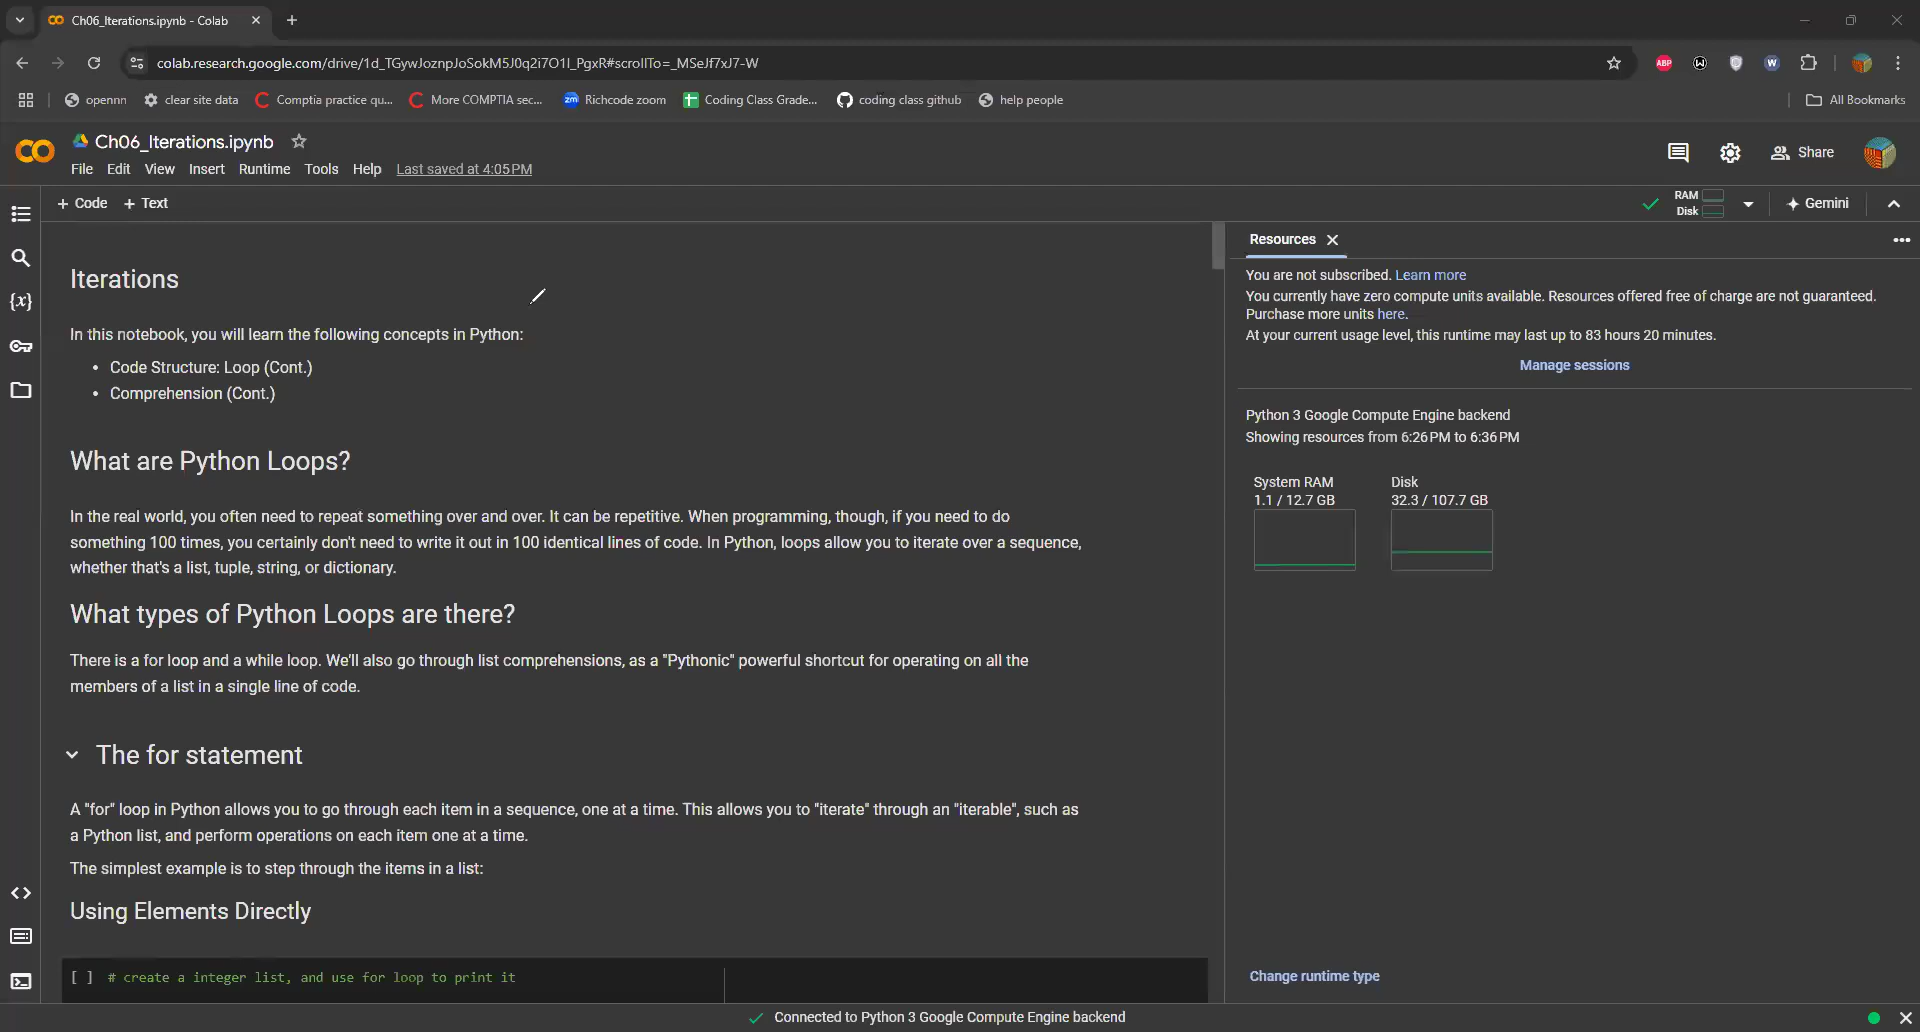 Ch06_Iterations.ipynb - Colab
colab.research.google.com/drive/1d_TGywJoznpJoSokM5J0q2i7O1I_PgxR#scrollTo=_MSeJf7xJ7-W
ABP
W
W
opennn
clear site data
Comptia practice qu...
More COMPTIA sec...
zm
Richcode zoom
Coding Class Grade...
coding class github
help people
All Bookmarks
Ch06_Iterations.ipynb
File Edit View Insert Runtime Tools Help Last saved at 4:05 PM
Share
+ Code + Text
RAM
Disk
Gemini
Iterations
In this notebook, you will learn the following concepts in Python:
• Code Structure: Loop (Cont.)
• Comprehension (Cont.)
What are Python Loops?
In the real world, you often need to repeat something over and over. It can be repetitive. When programming, though, if you need to do
something 100 times, you certainly don't need to write it out in 100 identical lines of code. In Python, loops allow you to iterate over a sequence,
whether that's a list, tuple, string, or dictionary.
What types of Python Loops are there?
There is a for loop and a while loop. We'll also go through list comprehensions, as a "Pythonic" powerful shortcut for operating on all the
members of a list in a single line of code.
The for statement
A "for" loop in Python allows you to go through each item in a sequence, one at a time. This allows you to "iterate" through an "iterable", such as
a Python list, and perform operations on each item one at a time.
The simplest example is to step through the items in a list:
Using Elements Directly
[ ] # create a integer list, and use for loop to print it
Resources
You are not subscribed. Learn more
You currently have zero compute units available. Resources offered free of charge are not guaranteed.
Purchase more units here.
At your current usage level, this runtime may last up to 83 hours 20 minutes.
Manage sessions
Python 3 Google Compute Engine backend
Showing resources from 6:26 PM to 6:36 PM
System RAM
1.1 / 12.7 GB
Disk
32.3 / 107.7 GB
Change runtime type
Connected to Python 3 Google Compute Engine backend